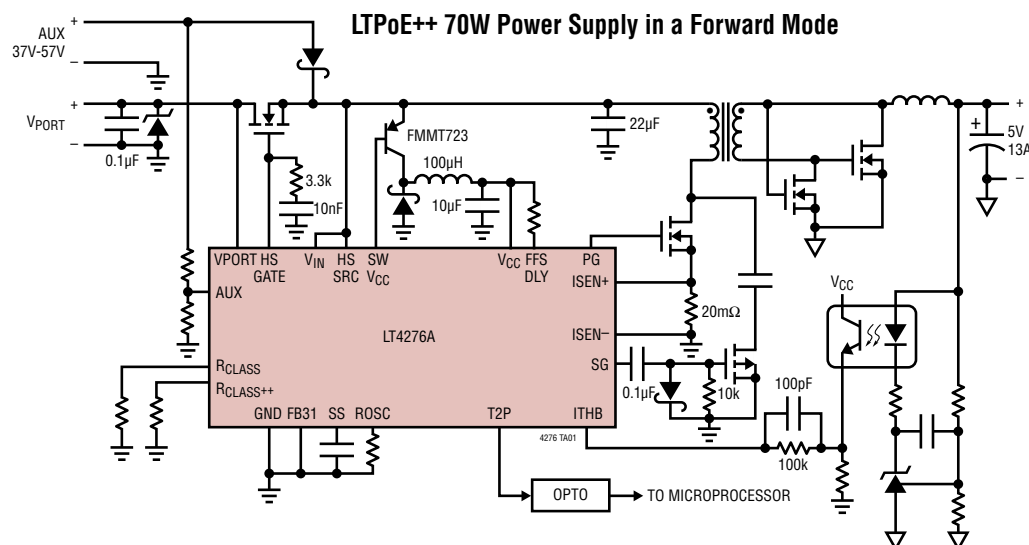 LTPoE++ 70W Power Supply in a Forward Mode
+
AUX
37V-57V
–
+
VPORT
–
0.1µF
3.3k
10nF
FMMT723
100µH
10µF
22µF
+
+
5V
13A
–
VPORT
HS
GATE
VIN
HS
SRC
SW
VCC
VCC
FFS
DLY
PG
AUX
ISEN+
20mΩ
LT4276A
ISEN–
VCC
RCLASS
RCLASS++
SG
0.1µF
10k
100pF
GND
FB31
SS
ROSC
T2P
ITHB
4276 TA01
100k
OPTO
TO MICROPROCESSOR